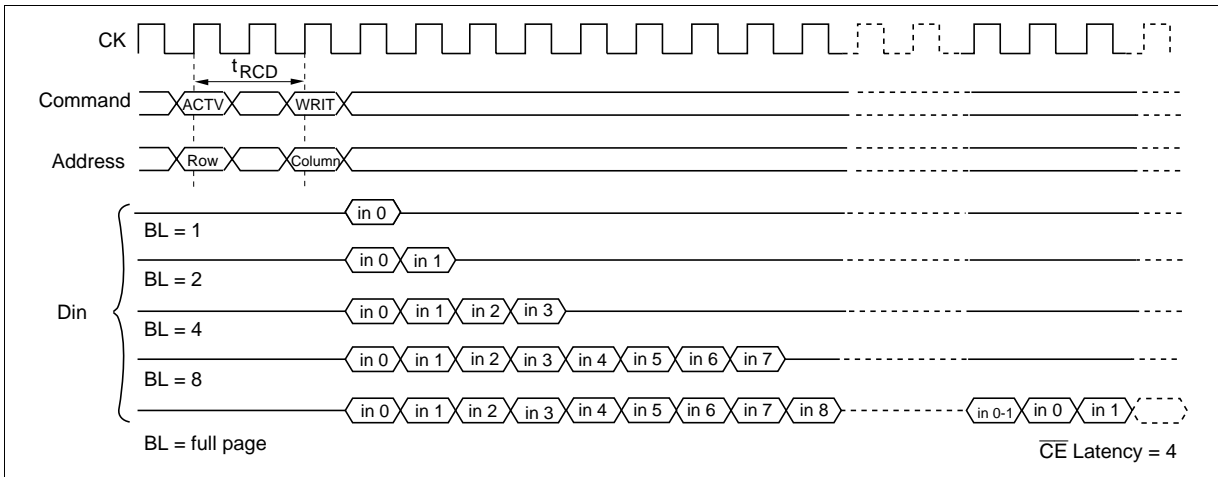 CK
tRCD
Command ACTV WRIT
Address Row Column
in 0
BL = 1
in 0 in 1
BL = 2
Din
in 0 in 1 in 2 in 3
BL = 4
in 0 in 1 in 2 in 3 in 4 in 5 in 6 in 7
BL = 8
in 0 in 1 in 2 in 3 in 4 in 5 in 6 in 7 in 8 in 0-1 in 0 in 1
BL = full page
CE Latency = 4